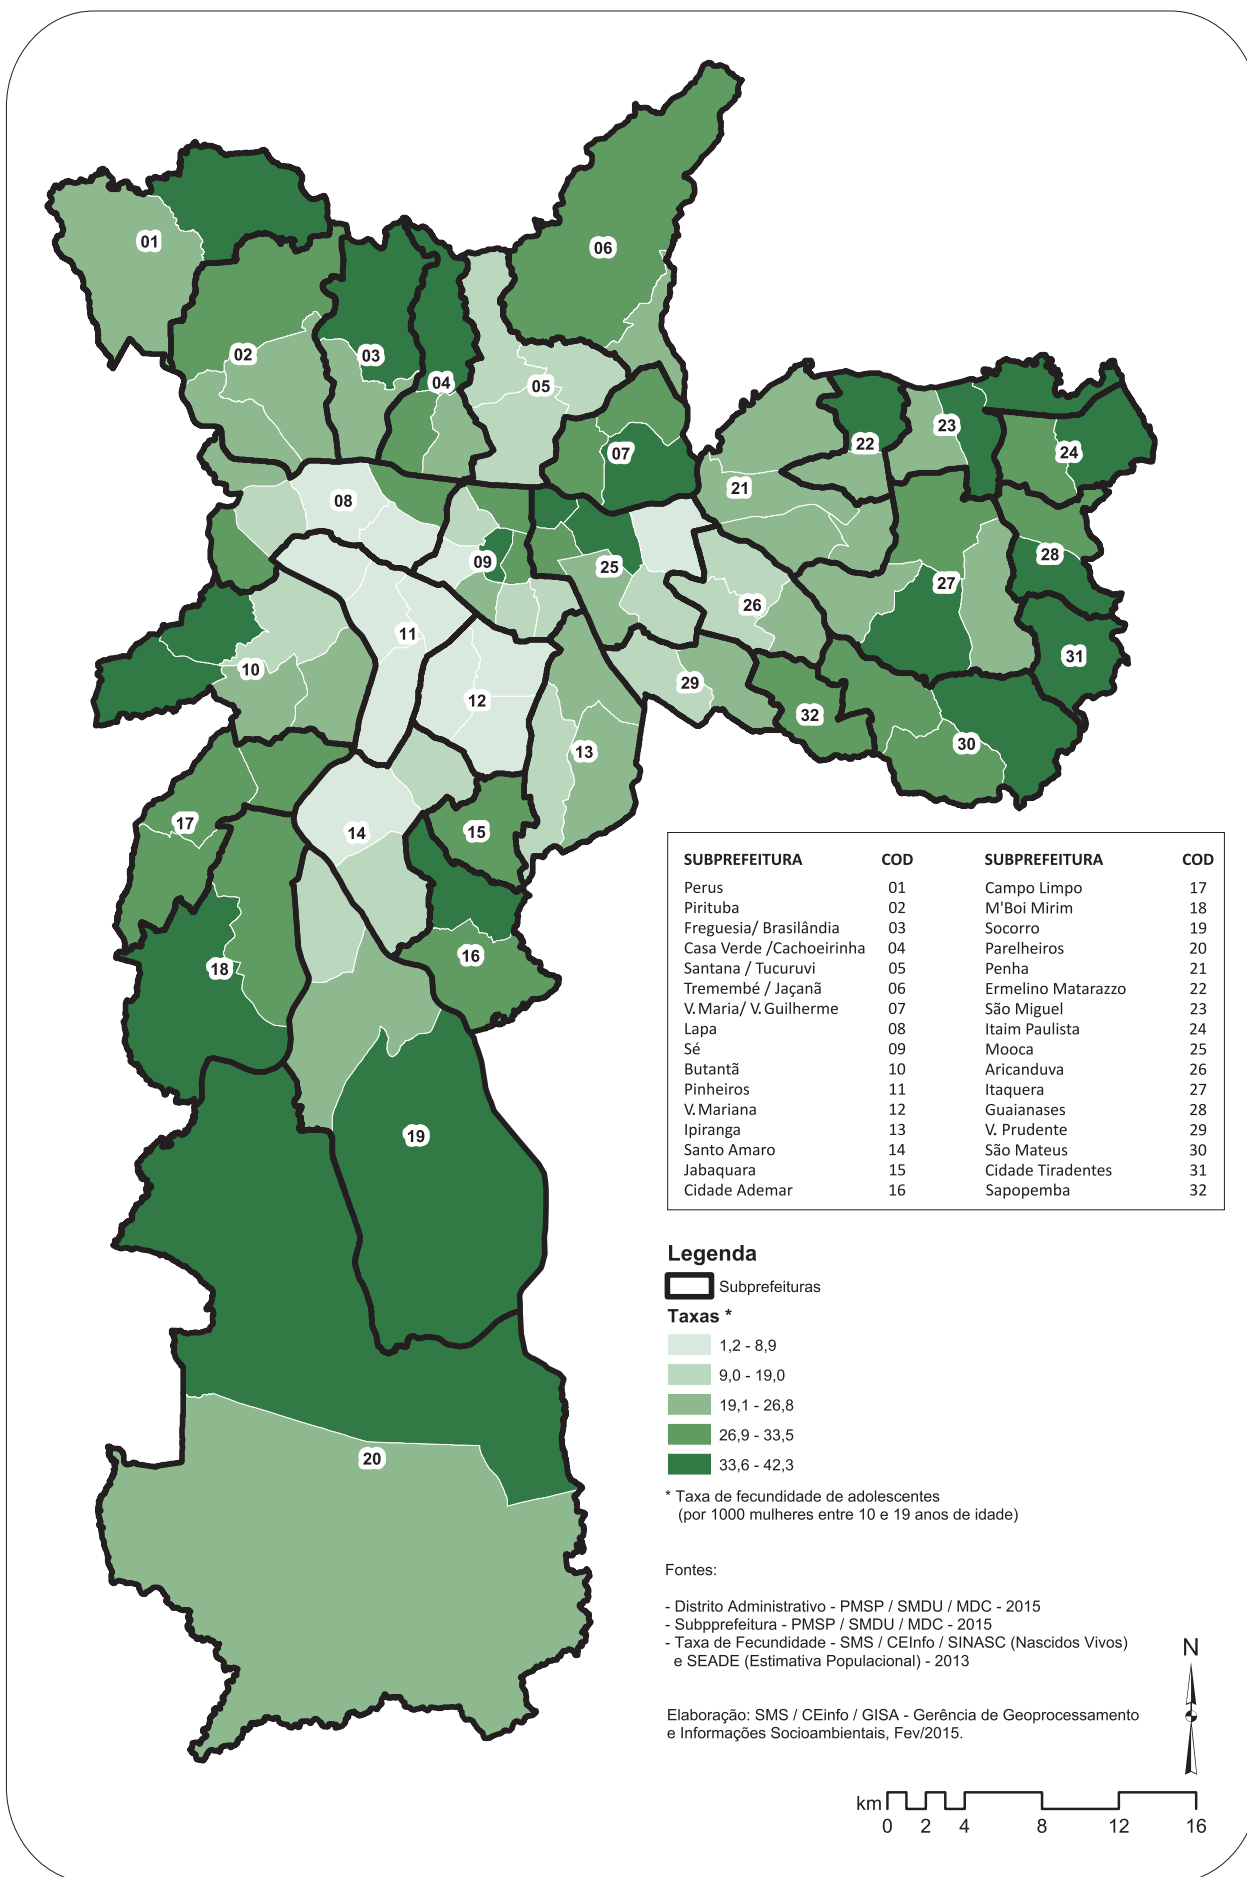 01
06
02
03
04
05
07
22
23
24
21
08
09
25
28
27
26
11
31
10
29
12
32
30
13
17
14
15
16
18
19
20
SUBPREFEITURA COD SUBPREFEITURA COD
Perus 01 Campo Limpo 17
Pirituba 02 M'Boi Mirim 18
Freguesia/ Brasilândia 03 Socorro 19
Casa Verde /Cachoeirinha 04 Parelheiros 20
Santana / Tucuruvi 05 Penha 21
Tremembé / Jaçanã 06 Ermelino Matarazzo 22
V. Maria/ V. Guilherme 07 São Miguel 23
Lapa 08 Itaim Paulista 24
Sé 09 Mooca 25
Butantã 10 Aricanduva 26
Pinheiros 11 Itaquera 27
V. Mariana 12 Guaianases 28
Ipiranga 13 V. Prudente 29
Santo Amaro 14 São Mateus 30
Jabaquara 15 Cidade Tiradentes 31
Cidade Ademar 16 Sapopemba 32
Legenda
Subprefeituras
Taxas *
1,2 - 8,9
9,0 - 19,0
19,1 - 26,8
26,9 - 33,5
33,6 - 42,3
* Taxa de fecundidade de adolescentes
(por 1000 mulheres entre 10 e 19 anos de idade)
Fontes:
- Distrito Administrativo - PMSP / SMDU / MDC - 2015
- Subpprefeitura - PMSP / SMDU / MDC - 2015
- Taxa de Fecundidade - SMS / CEInfo / SINASC (Nascidos Vivos)
e SEADE (Estimativa Populacional) - 2013
N
Elaboração: SMS / CEinfo / GISA - Gerência de Geoprocessamento
e Informações Socioambientais, Fev/2015.
km
0 2 4 8 12 16